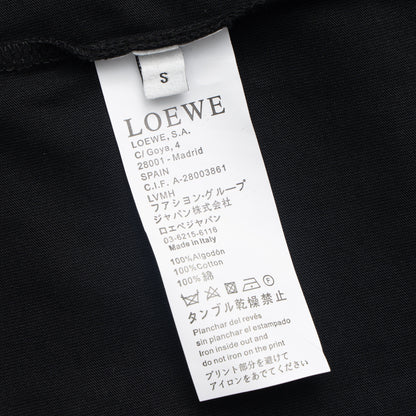 S
LOEWE
LOEWE, S.A.
C/ Goya, 4
28001 - Madrid
SPAIN
C.I.F. A-28003861
LVMH
ファション・グループ
ジャパン株式会社
ロエベジャパン
03-6215-6116
Made in Italy
100%Algodón
100%Cotton
100% 綿
タンブル乾燥禁止
Planchar del revés
sin planchar el estampado
Iron inside out and
do not iron on the print
プリント部分を避けて
アイロンをあでてください